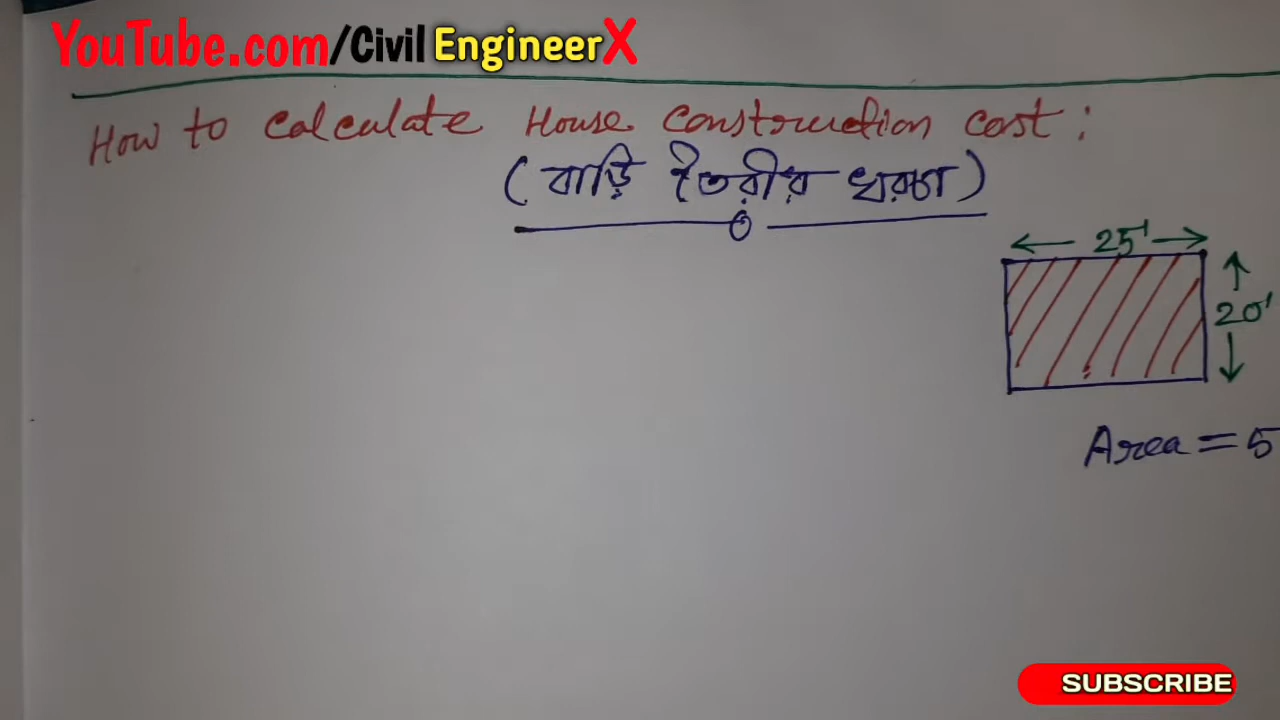 YouTube.com/Civil EngineerX
How to calculate House construction cost :
(বাড়ি তৈরীর খরচ)
25'
20'
Area = 5
SUBSCRIBE